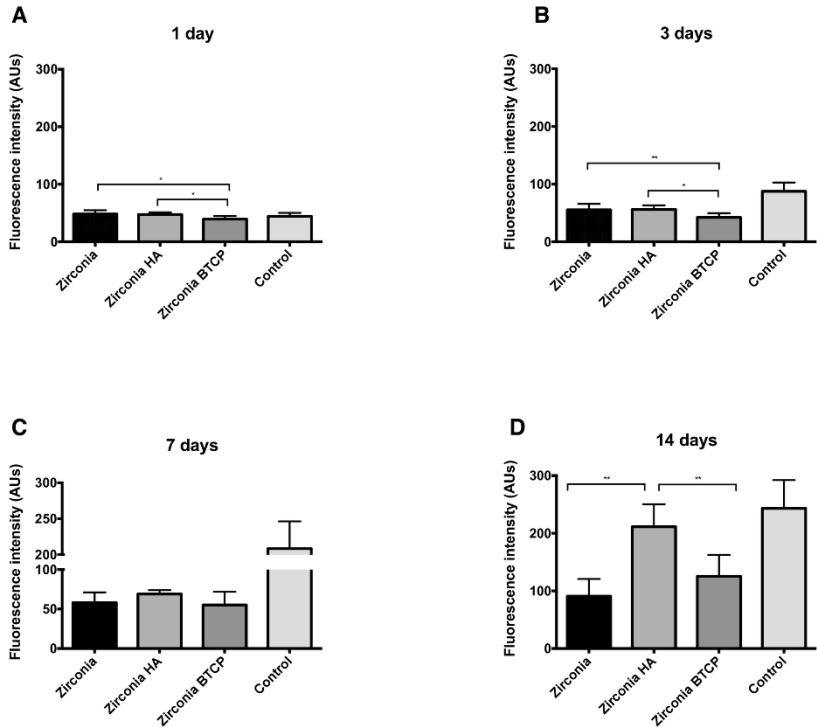 A
1 day
Fluorescence intensity (AUs)
300
200
100
0
*
*
Zirconia
Zirconia HA
Zirconia BTCP
Control
B
3 days
Fluorescence intensity (AUs)
300
200
100
0
**
*
Zirconia
Zirconia HA
Zirconia BTCP
Control
C
7 days
Fluorescence intensity (AUs)
300
250
200
100
50
0
Zirconia
Zirconia HA
Zirconia BTCP
Control
D
14 days
Fluorescence intensity (AUs)
300
200
100
0
**
**
Zirconia
Zirconia HA
Zirconia BTCP
Control